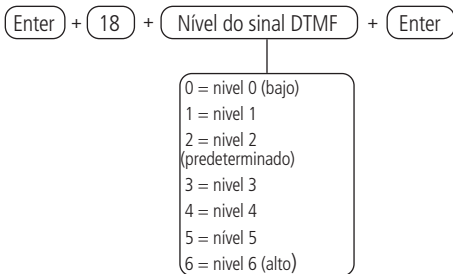 Enter + 18 + Nível do sinal DTMF + Enter
0 = nivel 0 (bajo)
1 = nivel 1
2 = nivel 2
(predeterminado)
3 = nivel 3
4 = nivel 4
5 = nível 5
6 = nivel 6 (alto)